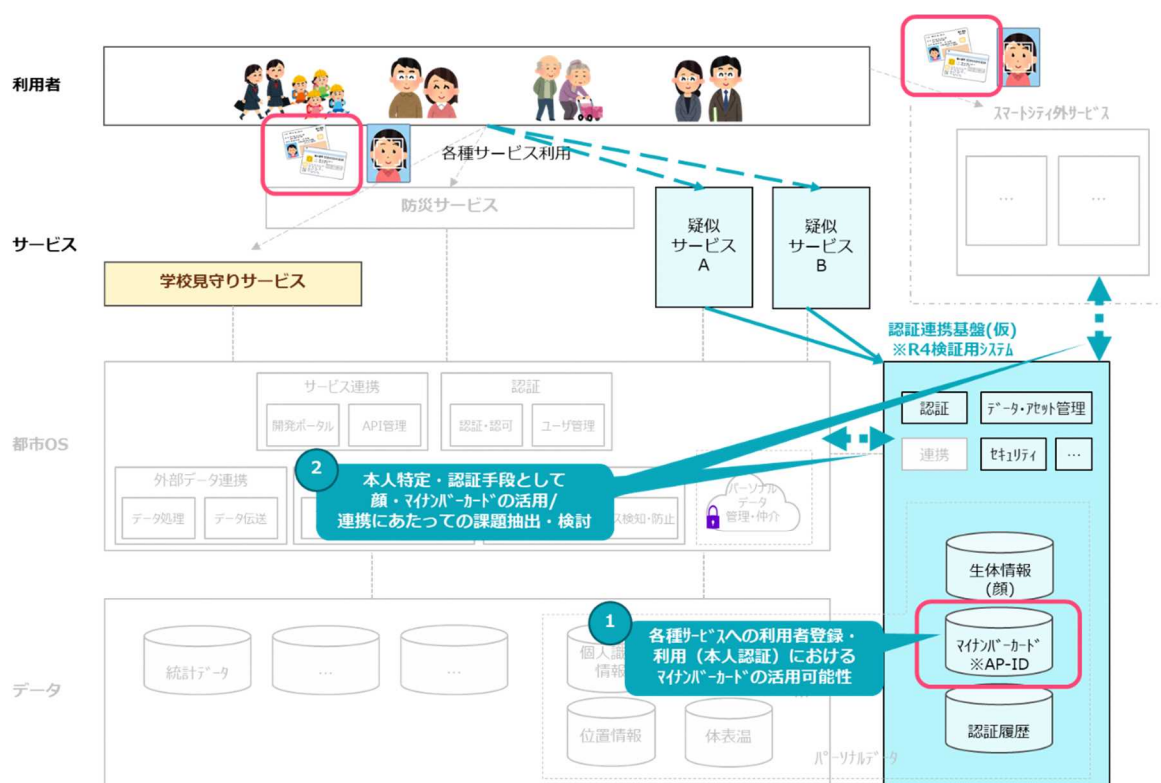 利用者
スマートシティ外サービス
…
…
各種サービス利用
防災サービス
サービス
疑似
サービス
A
疑似
サービス
B
学校見守りサービス
認証連携基盤(仮)
※R4検証用システム
サービス連携
開発ポータル
API管理
認証
認証・認可
ユーザ管理
認証
データ・アセット管理
連携
セキュリティ
…
都市OS
外部データ連携
データ処理
データ伝送
2
本人特定・認証手段として
顔・マイナンバーカードの活用/
連携にあたっての課題抽出・検討
ス検知・防止
パーソナル
データ
管理・仲介
生体情報
(顔)
マイナンバーカード
※AP-ID
認証履歴
1
各種サービスへの利用者登録・
利用（本人認証）における
マイナンバーカードの活用可能性
データ
統計データ
…
…
個人識
情報
…
位置情報
体表温
パーソナルデータ